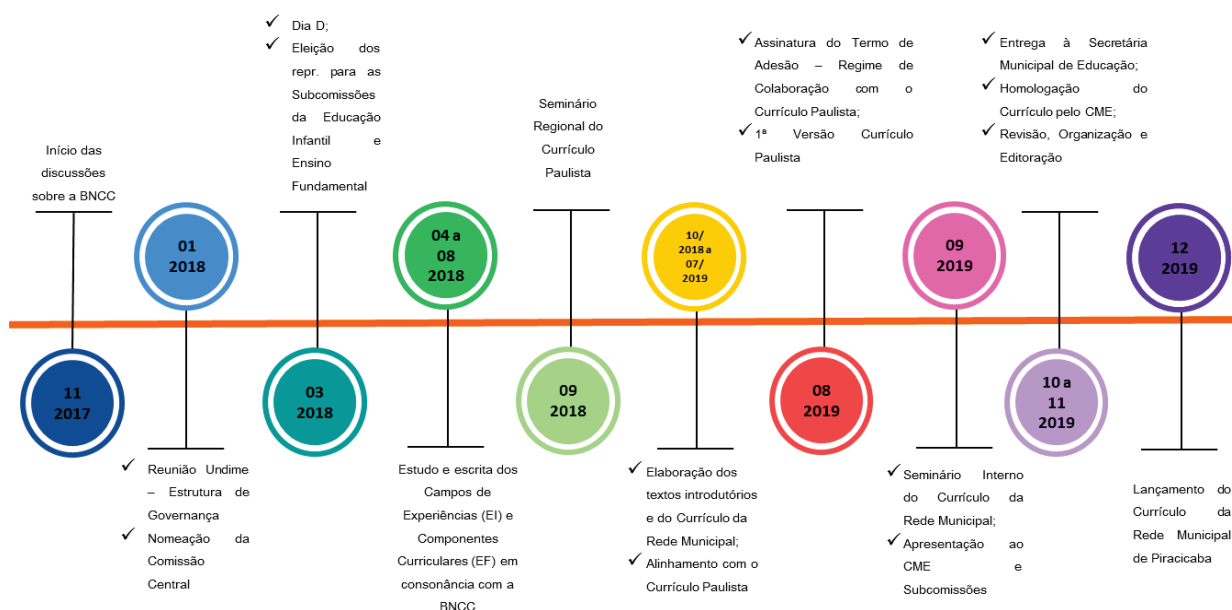 ✓ Dia D;
✓ Eleição dos
repr. para as
Subcomissões
da Educação
Infantil e
Ensino
Fundamental
✓ Assinatura do Termo de
Adesão – Regime de
Colaboração com o
Currículo Paulista;
✓ 1ª Versão Currículo
Paulista
✓ Entrega à Secretária
Municipal de Educação;
✓ Homologação do
Currículo pelo CME;
✓ Revisão, Organização e
Editoração
Seminário
Regional do
Currículo
Paulista
Início das
discussões
sobre a BNCC
01
2018
04 a
08
2018
10/
2018 a
07/
2019
09
2019
12
2019
11
2017
03
2018
09
2018
08
2019
10 a
11
2019
✓ Reunião Undime
– Estrutura de
Governança
✓ Nomeação da
Comissão
Central
Estudo e escrita dos
Campos de
Experiências (EI) e
Componentes
Curriculares (EF) em
consonância com a
BNCC
✓ Elaboração dos
textos introdutórios
e do Currículo da
Rede Municipal;
✓ Alinhamento com o
Currículo Paulista
✓ Seminário Interno
do Currículo da
Rede Municipal;
✓ Apresentação ao
CME e
Subcomissões
Lançamento do
Currículo da
Rede Municipal
de Piracicaba